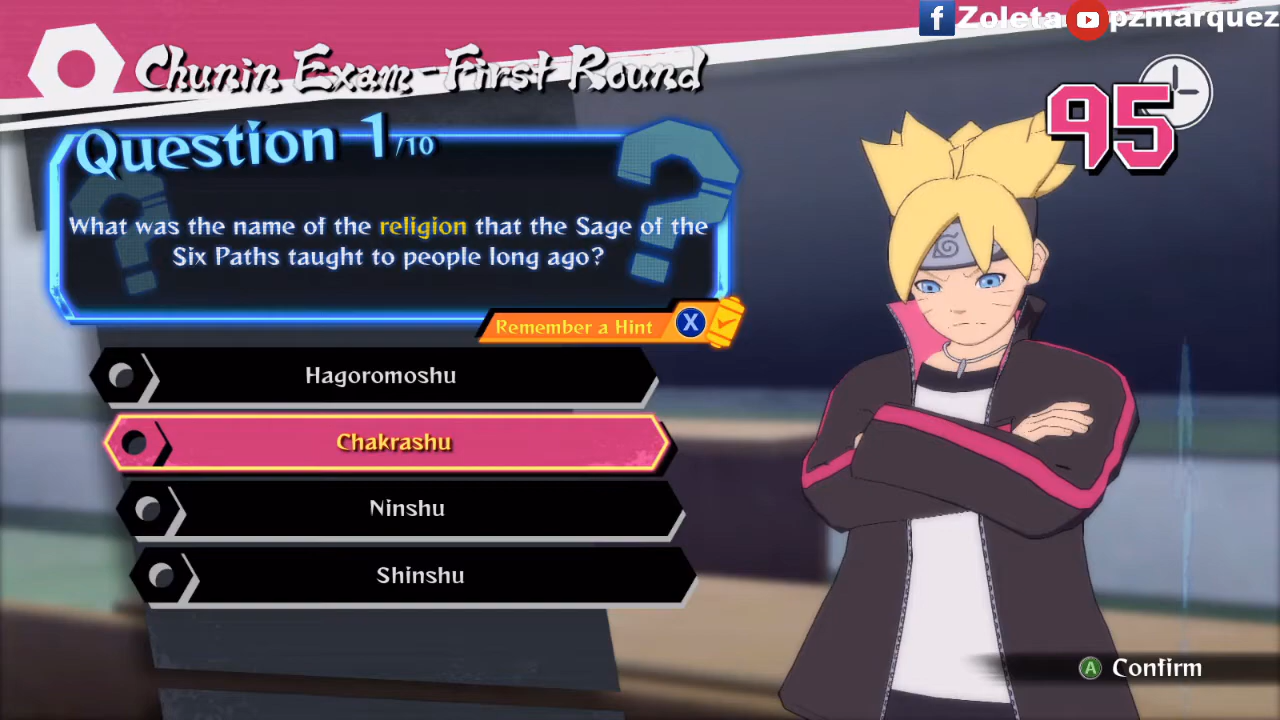 f Zoleta pzmarquez
Chunin Exam - First Round
95
Question 1/10
What was the name of the religion that the Sage of the
Six Paths taught to people long ago?
Remember a Hint X
Hagoromoshu
Chakrashu
Ninshu
Shinshu
A Confirm